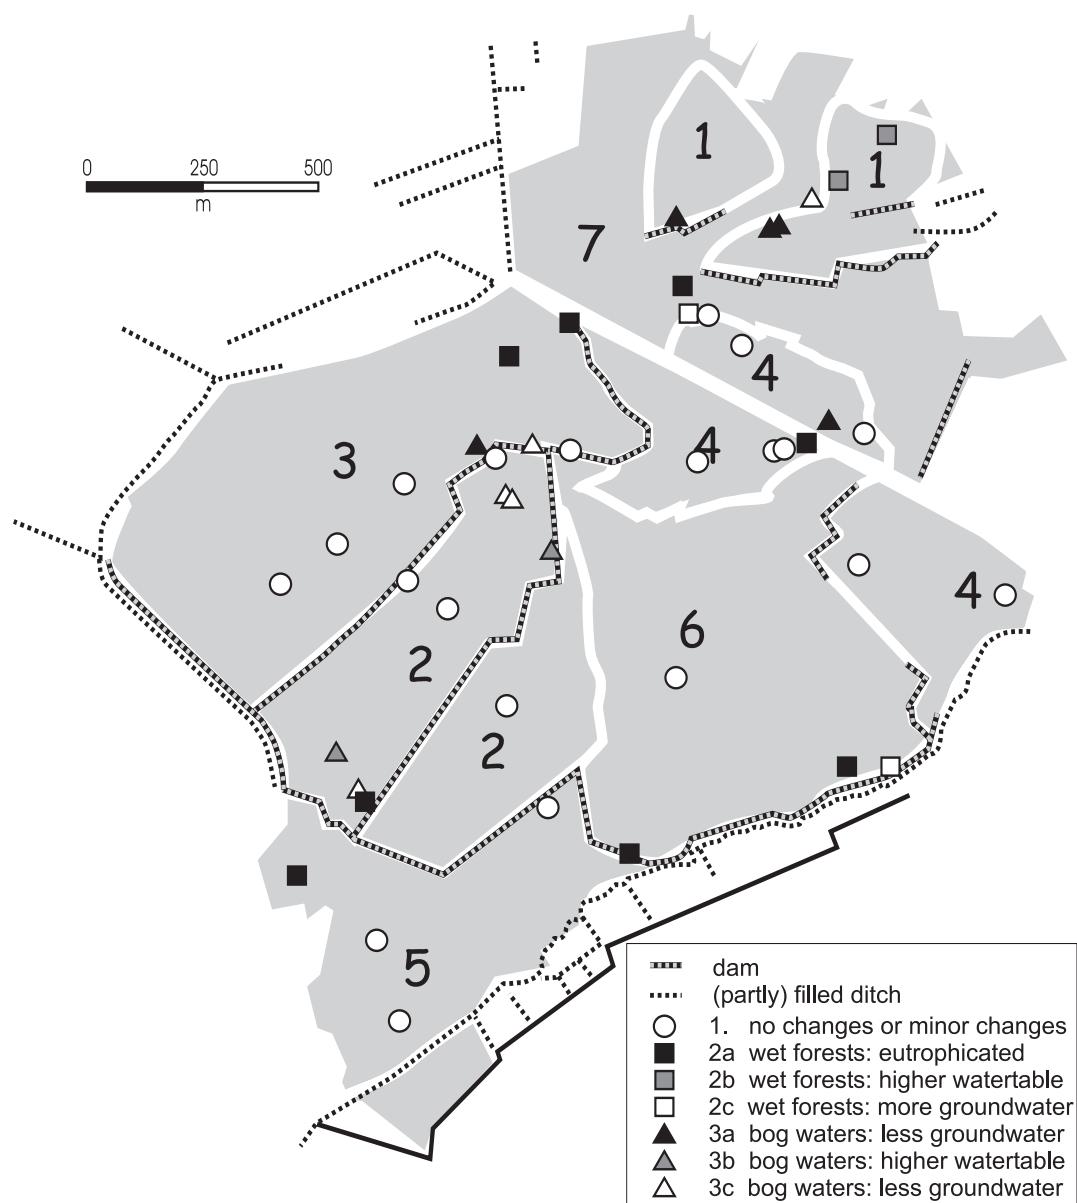 0 250 500
m
1
1
7
4
4
3
4
6
2
2
5
dam
(partly) filled ditch
1. no changes or minor changes
2a wet forests: eutrophicated
2b wet forests: higher watertable
2c wet forests: more groundwater
3a bog waters: less groundwater
3b bog waters: higher watertable
3c bog waters: less groundwater